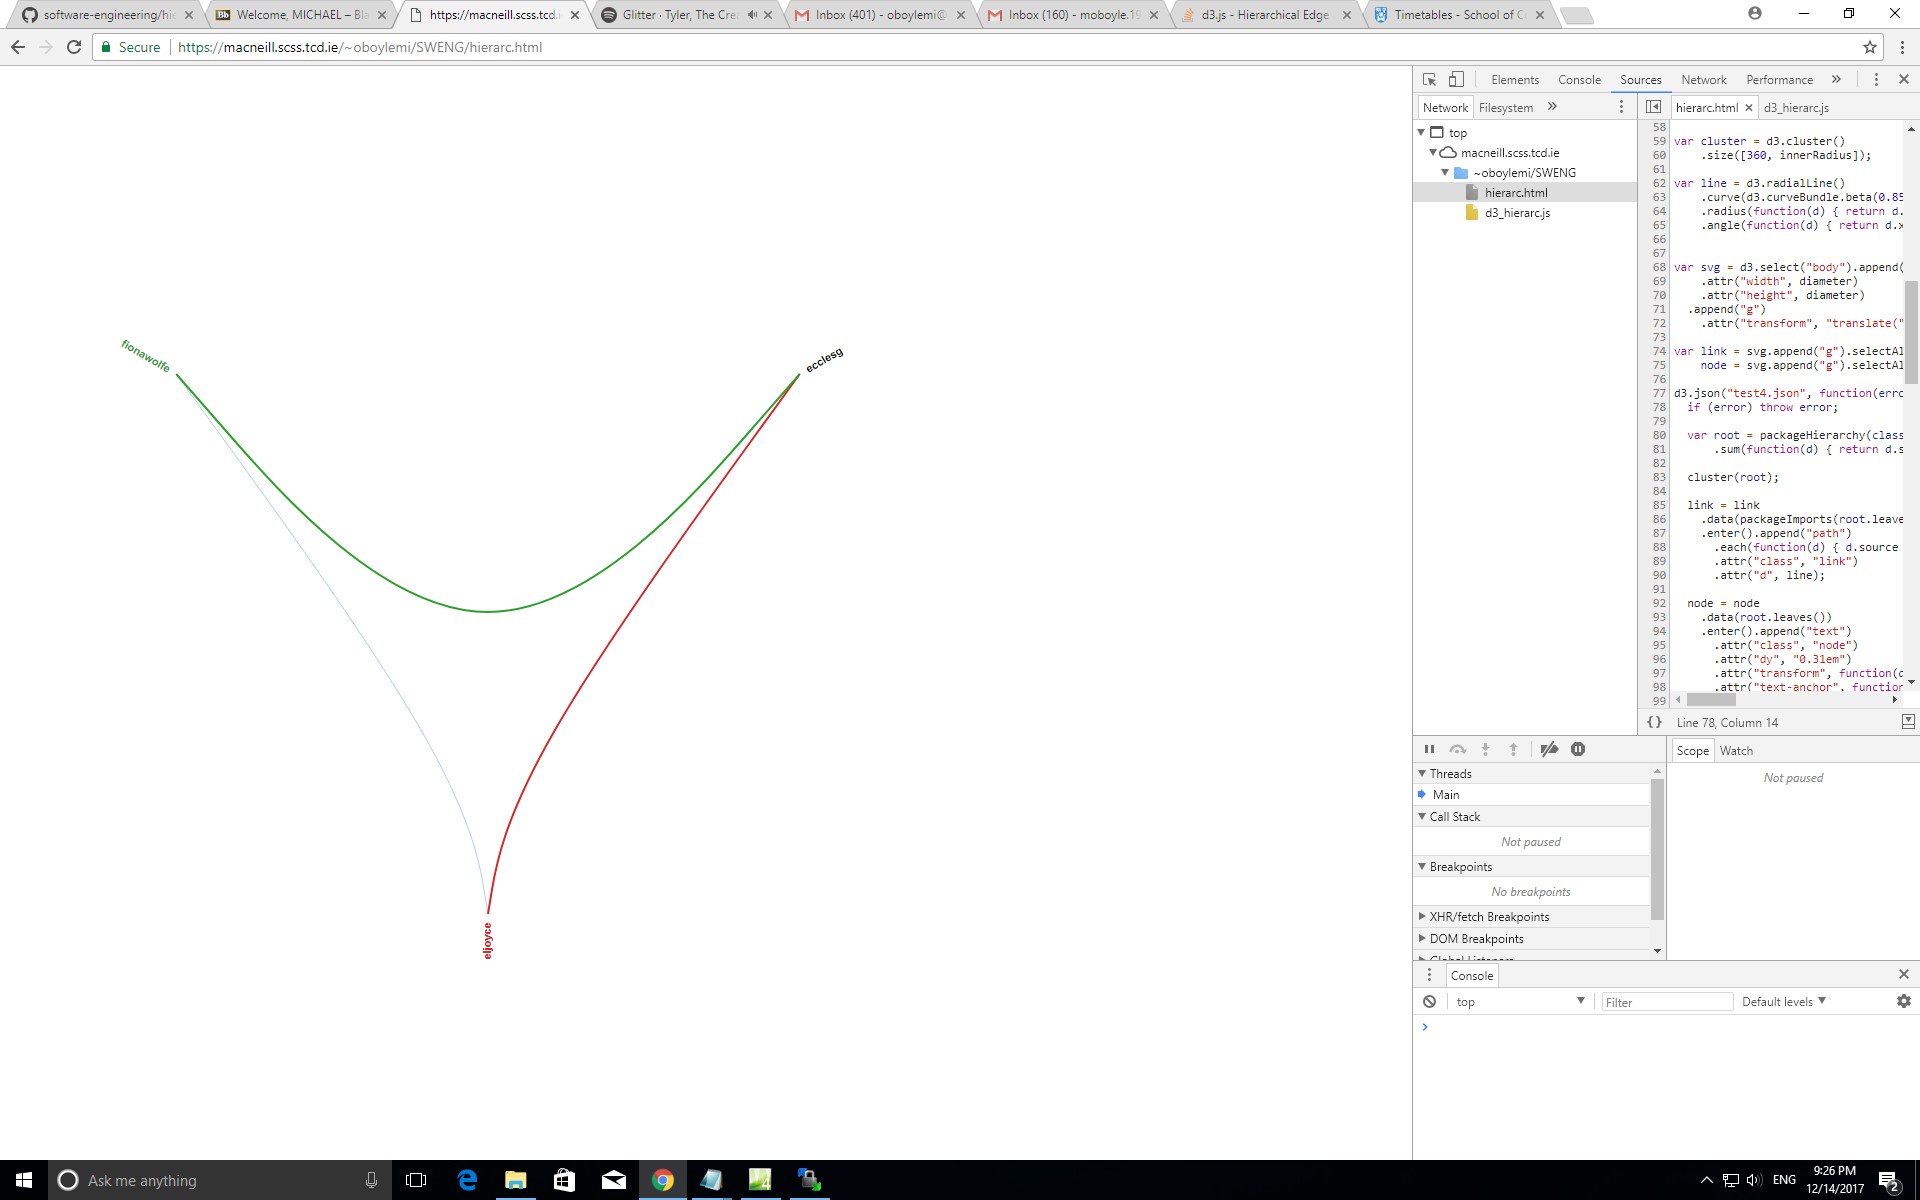 software-engineering/hi
Welcome, MICHAEL – Bla
https://macneill.scss.tcd.i
Glitter · Tyler, The Cre
Inbox (401) - oboylemi@
Inbox (160) - moboyle.19
d3.js - Hierarchical Edge
Timetables - School of C
Secure
https://macneill.scss.tcd.ie/~oboylemi/SWENG/hierarc.html
fionawolfe
ecclesg
eljoyce
Elements Console Sources Network Performance »
Network Filesystem »
hierarc.html × d3_hierarc.js
top
macneill.scss.tcd.ie
~oboylemi/SWENG
hierarc.html
d3_hierarc.js
58
59 var cluster = d3.cluster()
60 .size([360, innerRadius]);
61
62 var line = d3.radialLine()
63 .curve(d3.curveBundle.beta(0.85
64 .radius(function(d) { return d.
65 .angle(function(d) { return d.x
66
67
68 var svg = d3.select("body").append(
69 .attr("width", diameter)
70 .attr("height", diameter)
71 .append("g")
72 .attr("transform", "translate("
73
74 var link = svg.append("g").selectAl
75 node = svg.append("g").selectAl
76
77 d3.json("test4.json", function(erro
78 if (error) throw error;
79
80 var root = packageHierarchy(class
81 .sum(function(d) { return d.s
82
83 cluster(root);
84
85 link = link
86 .data(packageImports(root.leave
87 .enter().append("path")
88 .each(function(d) { d.source
89 .attr("class", "link")
90 .attr("d", line);
91
92 node = node
93 .data(root.leaves())
94 .enter().append("text")
95 .attr("class", "node")
96 .attr("dy", "0.31em")
97 .attr("transform", function(d
98 .attr("text-anchor", function
99
{} Line 78, Column 14
Scope Watch
Not paused
Threads
Main
Call Stack
Not paused
Breakpoints
No breakpoints
XHR/fetch Breakpoints
DOM Breakpoints
Global Listeners
Console
top
Filter
Default levels
Ask me anything
ENG
9:26 PM
12/14/2017
2